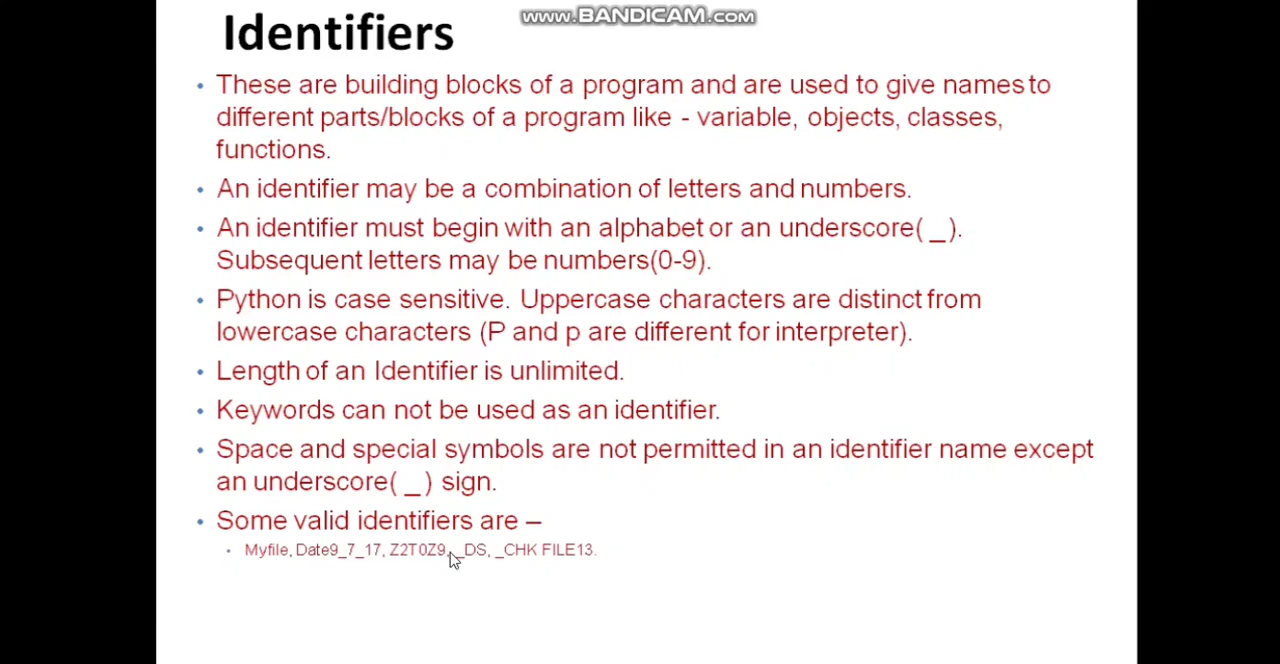 www.BANDICAM.com
Identifiers
• These are building blocks of a program and are used to give names to
different parts/blocks of a program like - variable, objects, classes,
functions.
• An identifier may be a combination of letters and numbers.
• An identifier must begin with an alphabet or an underscore( _ ).
Subsequent letters may be numbers(0-9).
• Python is case sensitive. Uppercase characters are distinct from
lowercase characters (P and p are different for interpreter).
• Length of an Identifier is unlimited.
• Keywords can not be used as an identifier.
• Space and special symbols are not permitted in an identifier name except
an underscore( _ ) sign.
• Some valid identifiers are –
• Myfile, Date9_7_17, Z2T0Z9, _DS, _CHK FILE13.